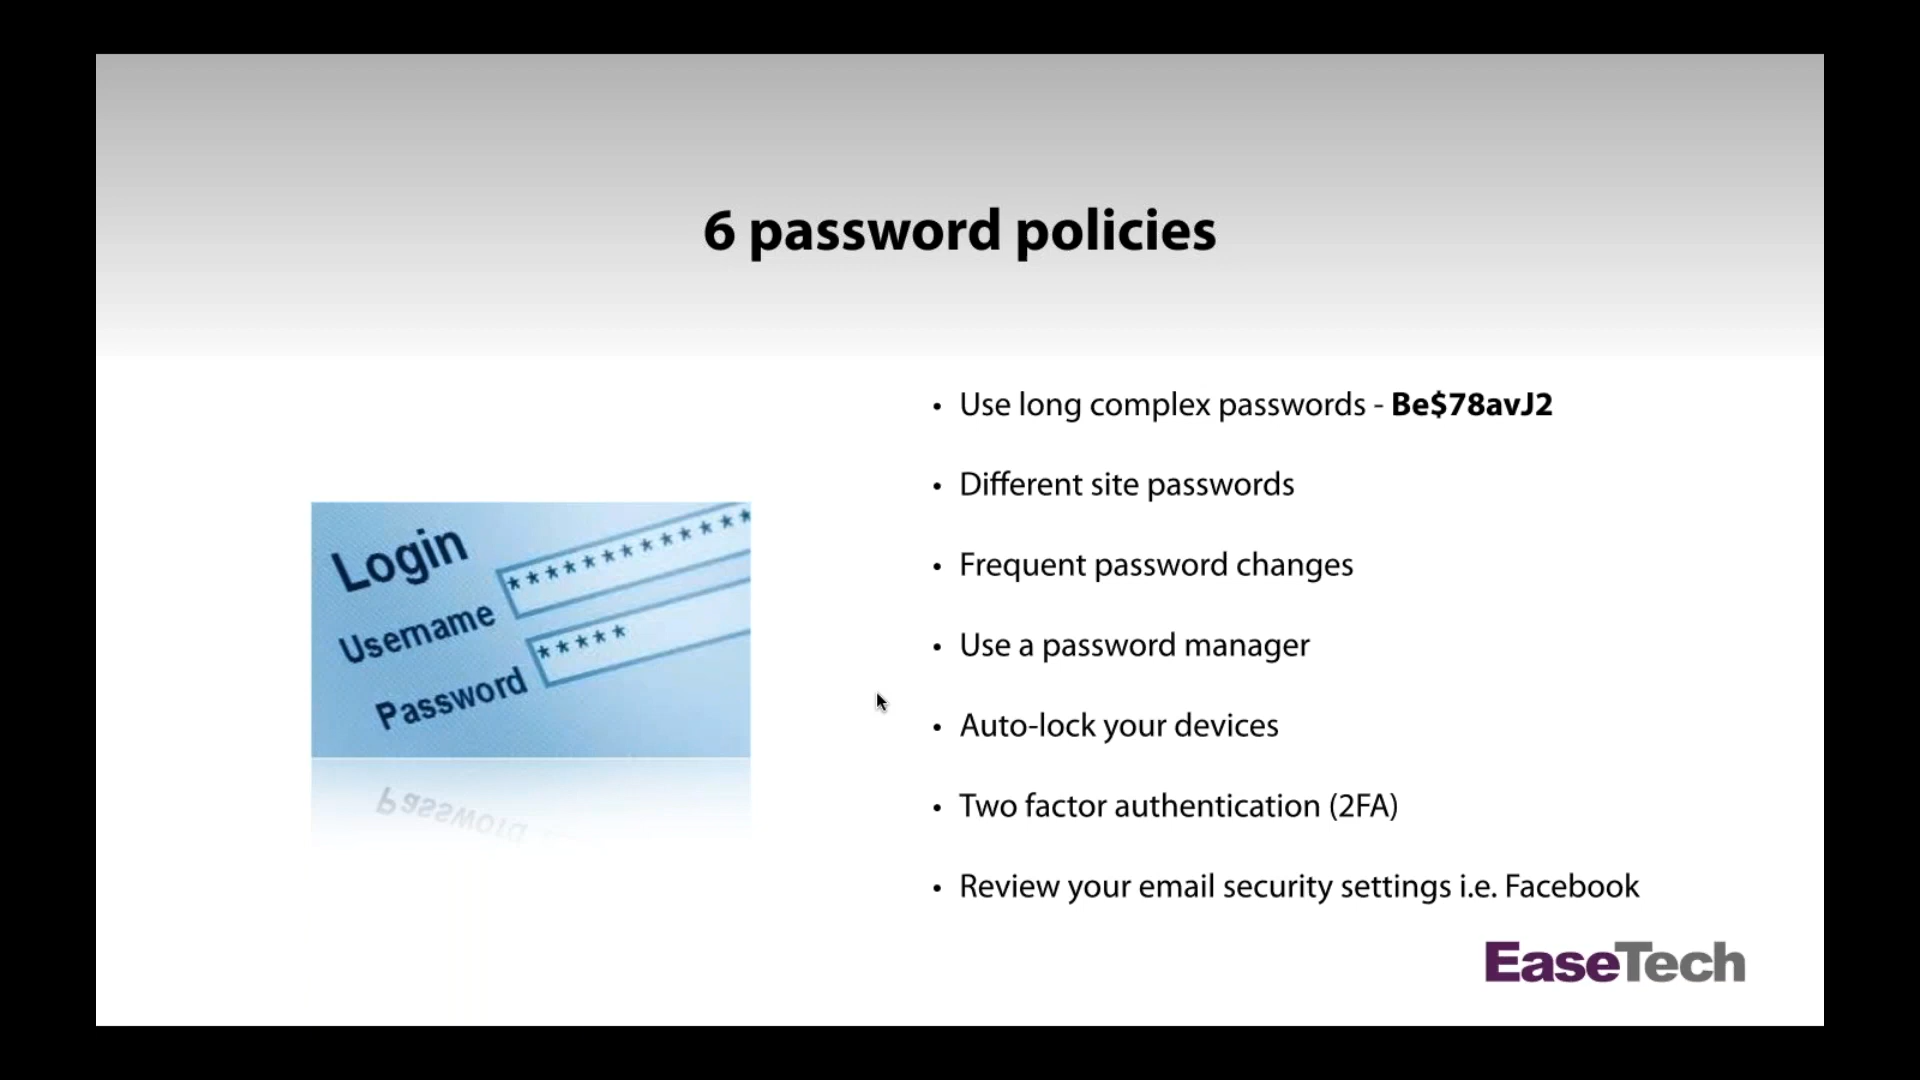 6 password policies
• Use long complex passwords - Be$78avJ2
• Different site passwords
• Frequent password changes
• Use a password manager
• Auto-lock your devices
• Two factor authentication (2FA)
• Review your email security settings i.e. Facebook
Login
Username ************
Password *****
Password
EaseTech